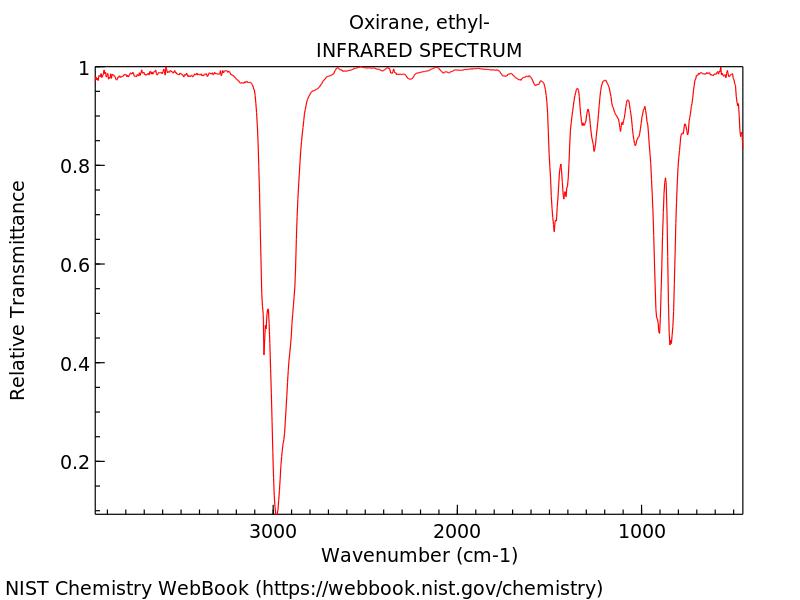 Oxirane, ethyl-
INFRARED SPECTRUM
1
0.8
0.6
0.4
0.2
Relative Transmittance
3000 2000 1000
Wavenumber (cm-1)
NIST Chemistry WebBook (https://webbook.nist.gov/chemistry)